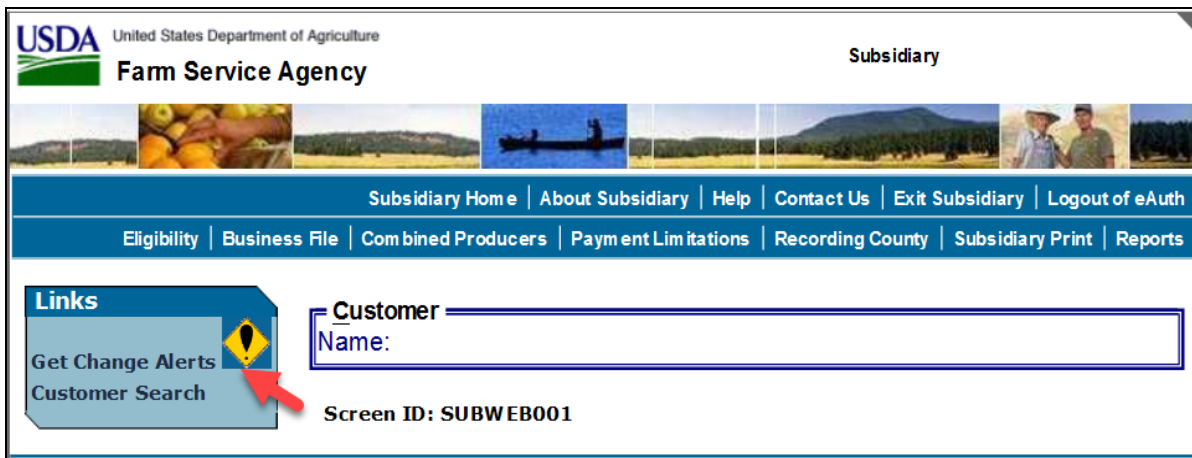 USDA
United States Department of Agriculture
Farm Service Agency
Subsidiary
Subsidiary Home | About Subsidiary | Help | Contact Us | Exit Subsidiary | Logout of eAuth
Eligibility | Business File | Combined Producers | Payment Limitations | Recording County | Subsidiary Print | Reports
Links
Get Change Alerts
Customer Search
Customer
Name:
Screen ID: SUBWEB001